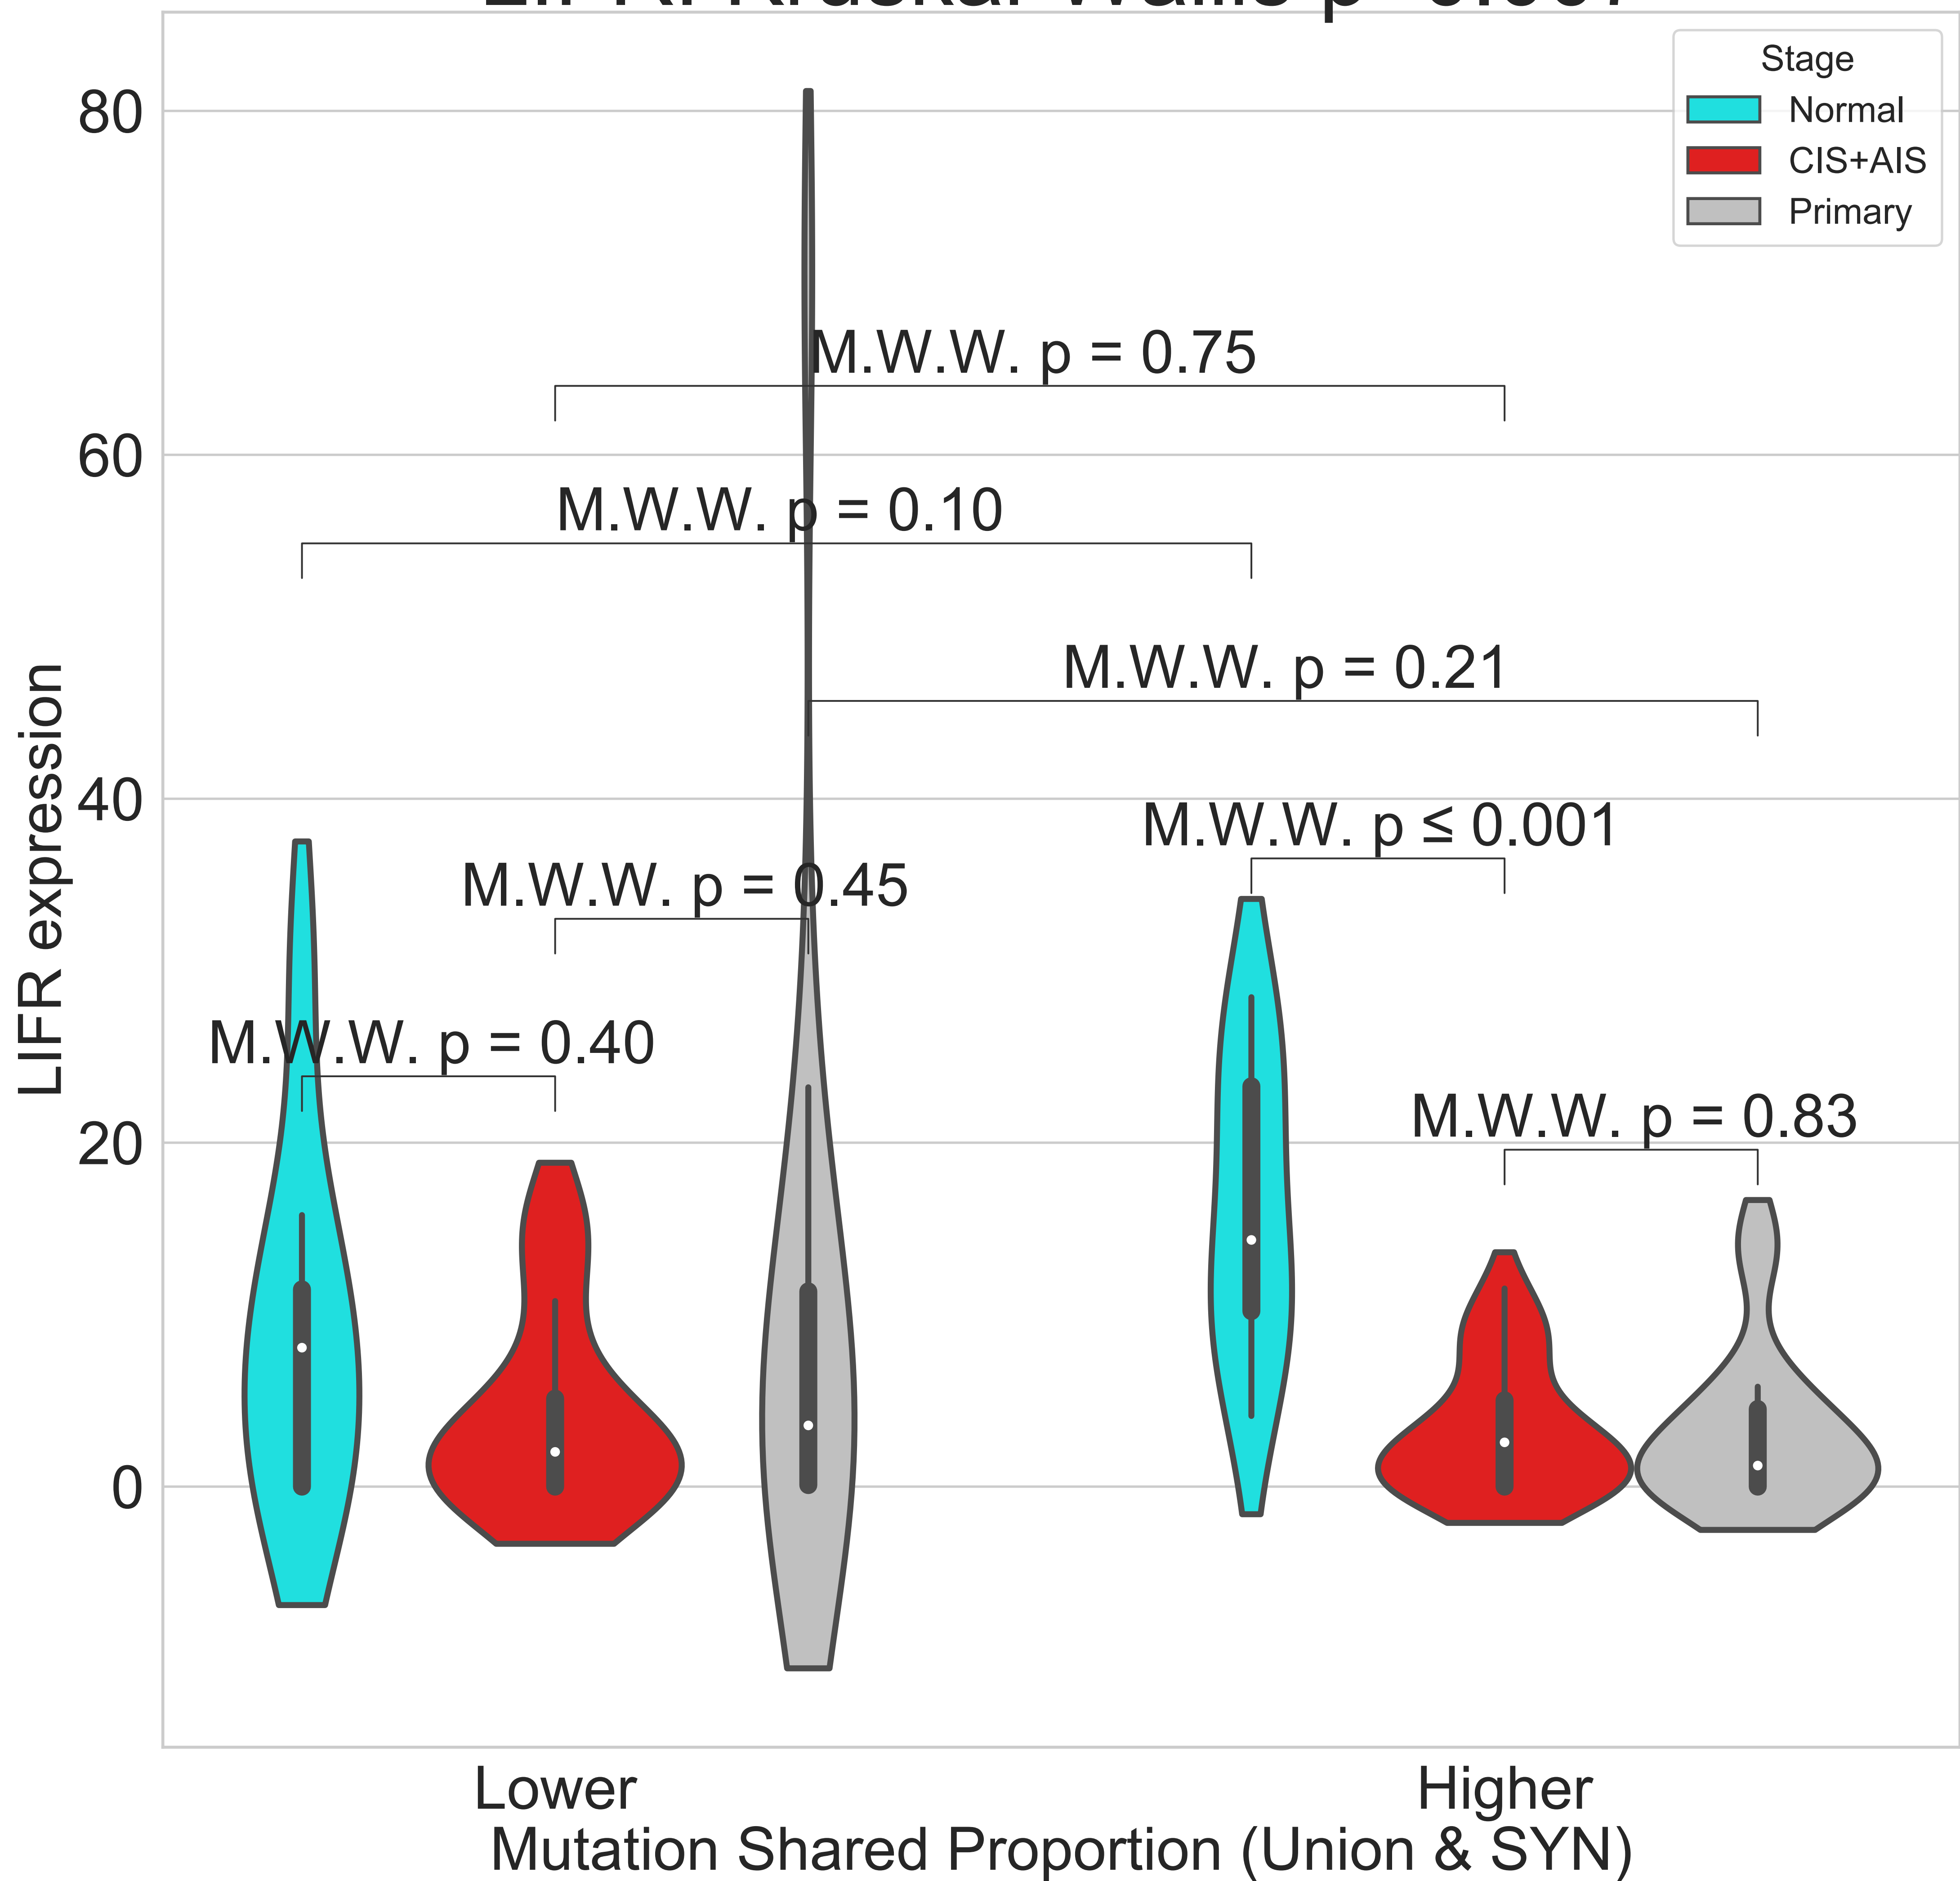 Stage
Normal
CIS+AIS
Primary
80
60
40
20
0
LIFR expression
M.W.W. p = 0.75
M.W.W. p = 0.10
M.W.W. p = 0.21
M.W.W. p ≤ 0.001
M.W.W. p = 0.45
M.W.W. p = 0.40
M.W.W. p = 0.83
Lower
Higher
Mutation Shared Proportion (Union & SYN)